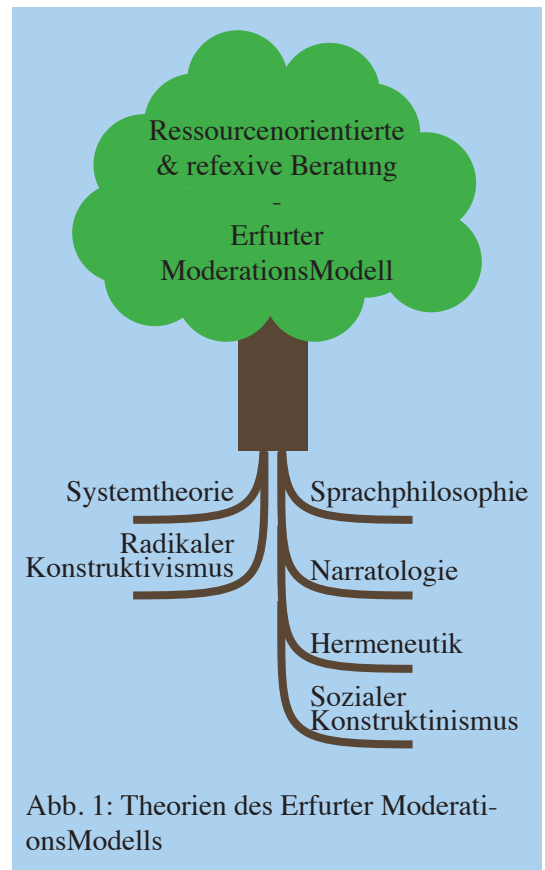 Ressourcenorientierte
& refexive Beratung
-
Erfurter
ModerationsModell
Systemtheorie
Radikaler
Konstruktivismus
Sprachphilosophie
Narratologie
Hermeneutik
Sozialer
Konstruktinismus
Abb. 1: Theorien des Erfurter Moderati-
onsModells